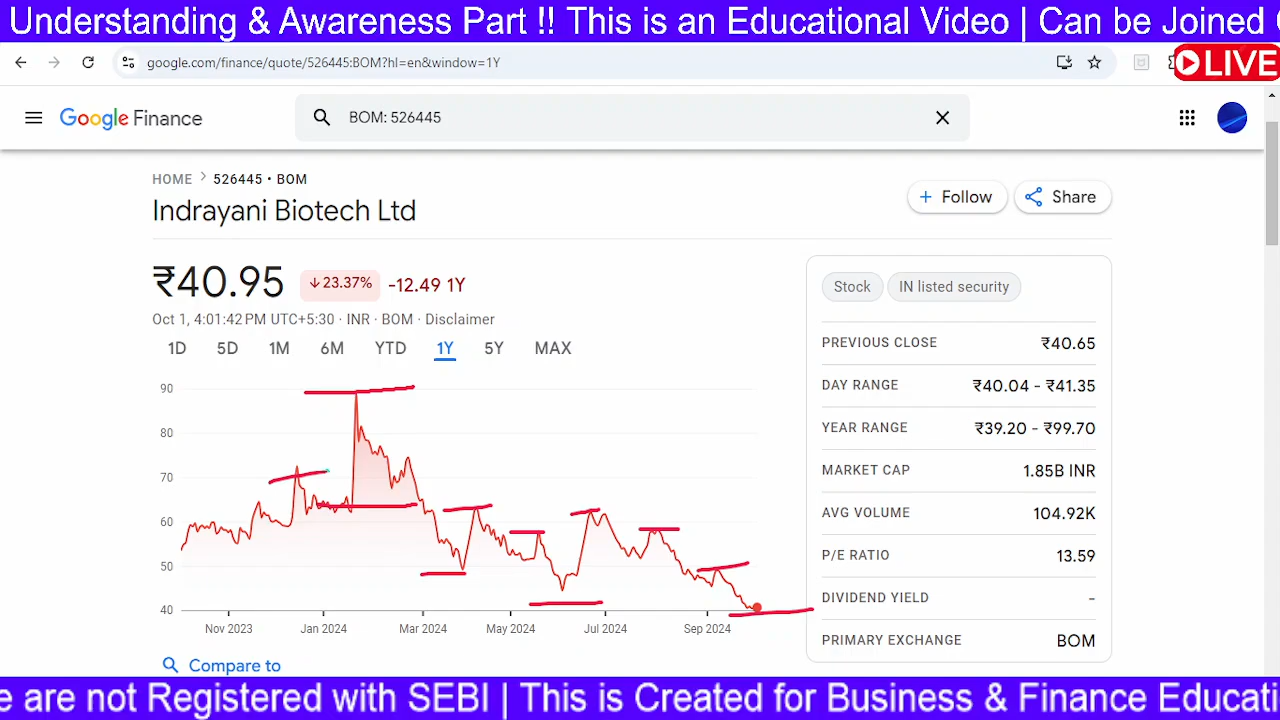 Understanding & Awareness Part !! This is an Educational Video | Can be Joined
google.com/finance/quote/526445:BOM?hl=en&window=1Y
LIVE
Google Finance
BOM: 526445
HOME > 526445 • BOM
Indrayani Biotech Ltd
+ Follow
Share
₹40.95 ↓23.37% -12.49 1Y
Oct 1, 4:01:42 PM UTC+5:30 · INR · BOM · Disclaimer
1D 5D 1M 6M YTD 1Y 5Y MAX
90
80
70
60
50
40
Nov 2023 Jan 2024 Mar 2024 May 2024 Jul 2024 Sep 2024
Compare to
Stock IN listed security
PREVIOUS CLOSE ₹40.65
DAY RANGE ₹40.04 - ₹41.35
YEAR RANGE ₹39.20 - ₹99.70
MARKET CAP 1.85B INR
AVG VOLUME 104.92K
P/E RATIO 13.59
DIVIDEND YIELD -
PRIMARY EXCHANGE BOM
e are not Registered with SEBI | This is Created for Business & Finance Educati